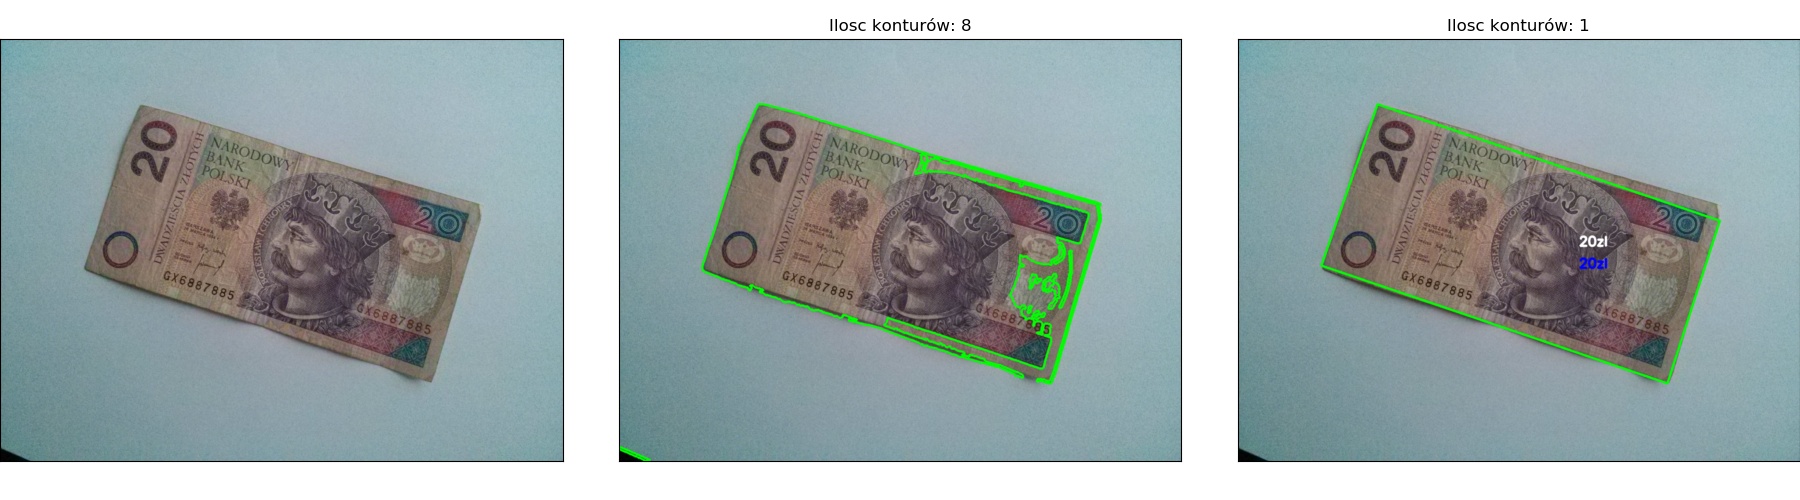 20
DWADZIEŚCIA ZŁOTYCH
NARODOWY
BANK
POLSKI
20
GX6887885
GX6887885
Ilosc konturów: 8
20
DWADZIEŚCIA ZŁOTYCH
NARODOWY
BANK
POLSKI
20
GX6887885
GX6887885
Ilosc konturów: 1
20
DWADZIEŚCIA ZŁOTYCH
NARODOWY
BANK
POLSKI
20
20zl
20zl
GX6887885
GX6887885